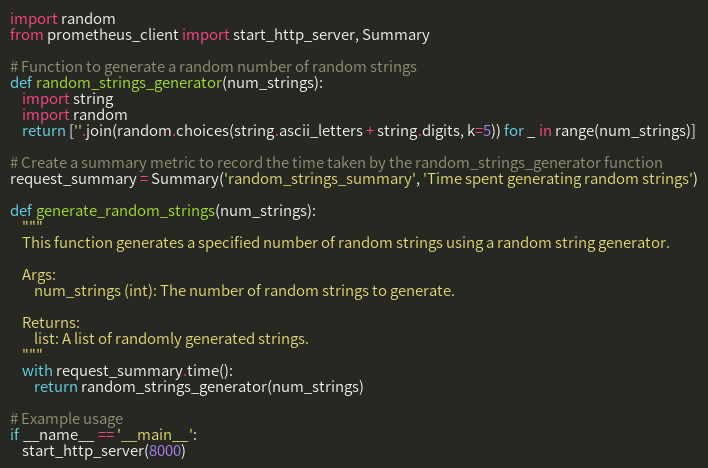 import random
from prometheus_client import start_http_server, Summary

# Function to generate a random number of random strings
def random_strings_generator(num_strings):
    import string
    import random
    return [''.join(random.choices(string.ascii_letters + string.digits, k=5)) for _ in range(num_strings)]

# Create a summary metric to record the time taken by the random_strings_generator function
request_summary = Summary('random_strings_summary', 'Time spent generating random strings')

def generate_random_strings(num_strings):
    """
    This function generates a specified number of random strings using a random string generator.

    Args:
        num_strings (int): The number of random strings to generate.

    Returns:
        list: A list of randomly generated strings.
    """
    with request_summary.time():
        return random_strings_generator(num_strings)

# Example usage
if __name__ == '__main__':
    start_http_server(8000)